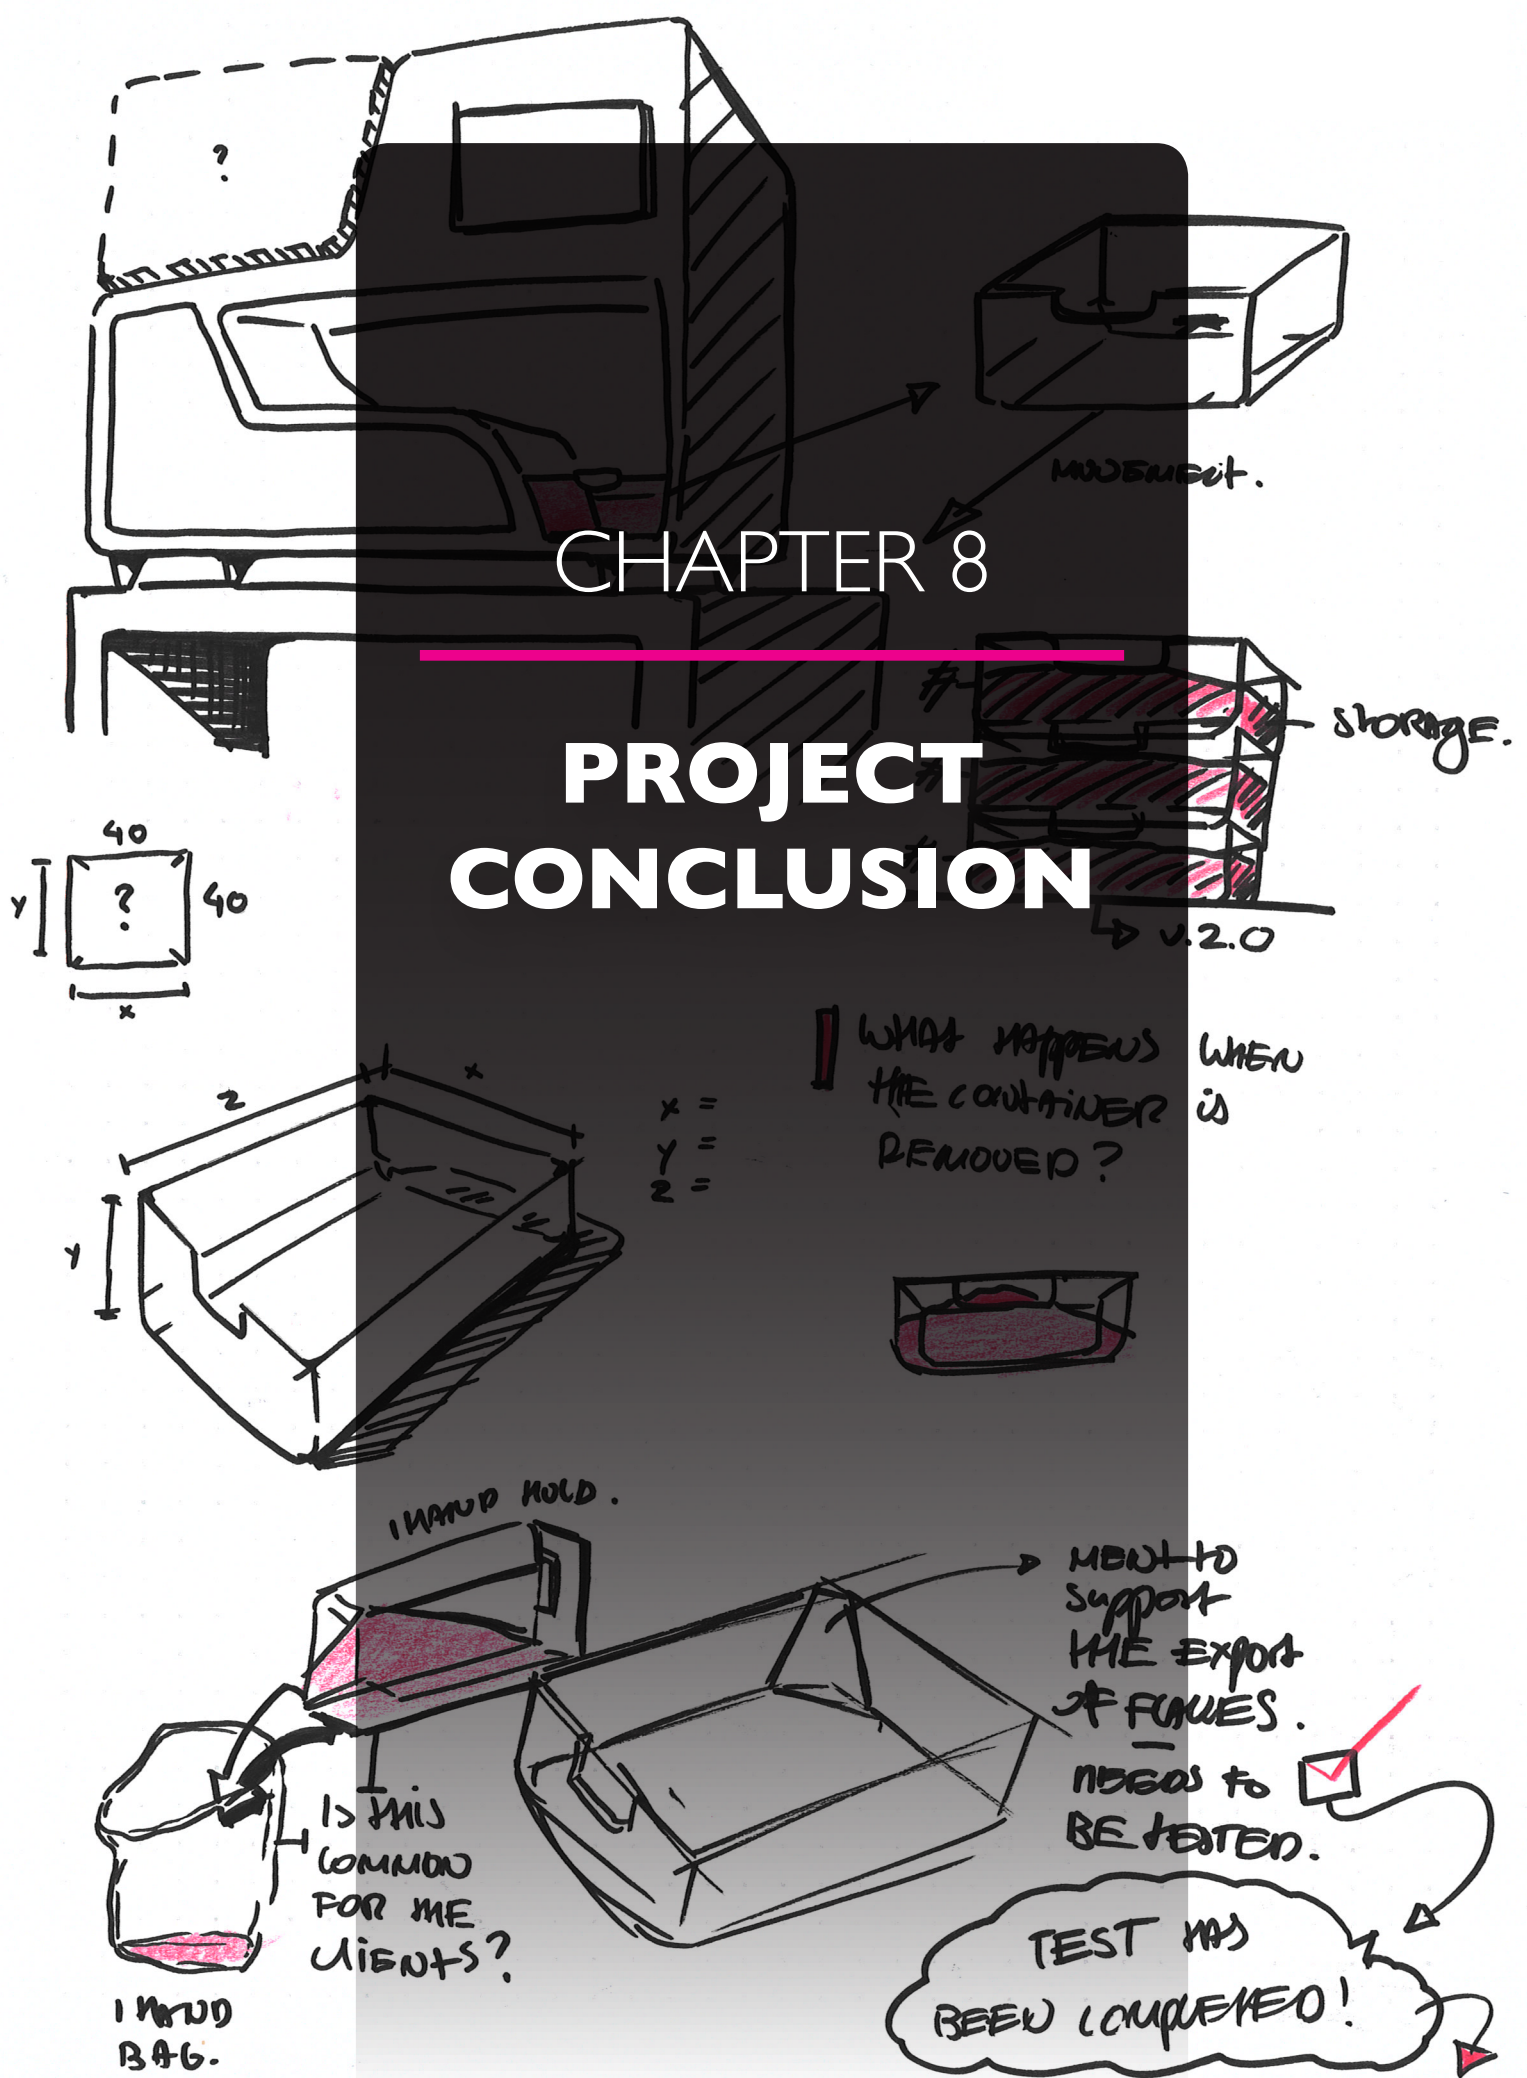 ?
MOVEMENT.
CHAPTER 8
PROJECT
CONCLUSION
STORAGE.
40
y
?
40
x
v.2.0
WHAT HAPPENS WHEN
THE CONTAINER is
REMOVED?
z
x
x =
y =
z =
y
1 HAND HOLD.
MENT TO
Support
THE Export
OF FLAKES.
NEEDS to
BE TESTED.
Is THIS
COMMON
FOR THE
CliENTS?
1 HAND
BAG.
TEST HAS
BEEN COMPLETED!